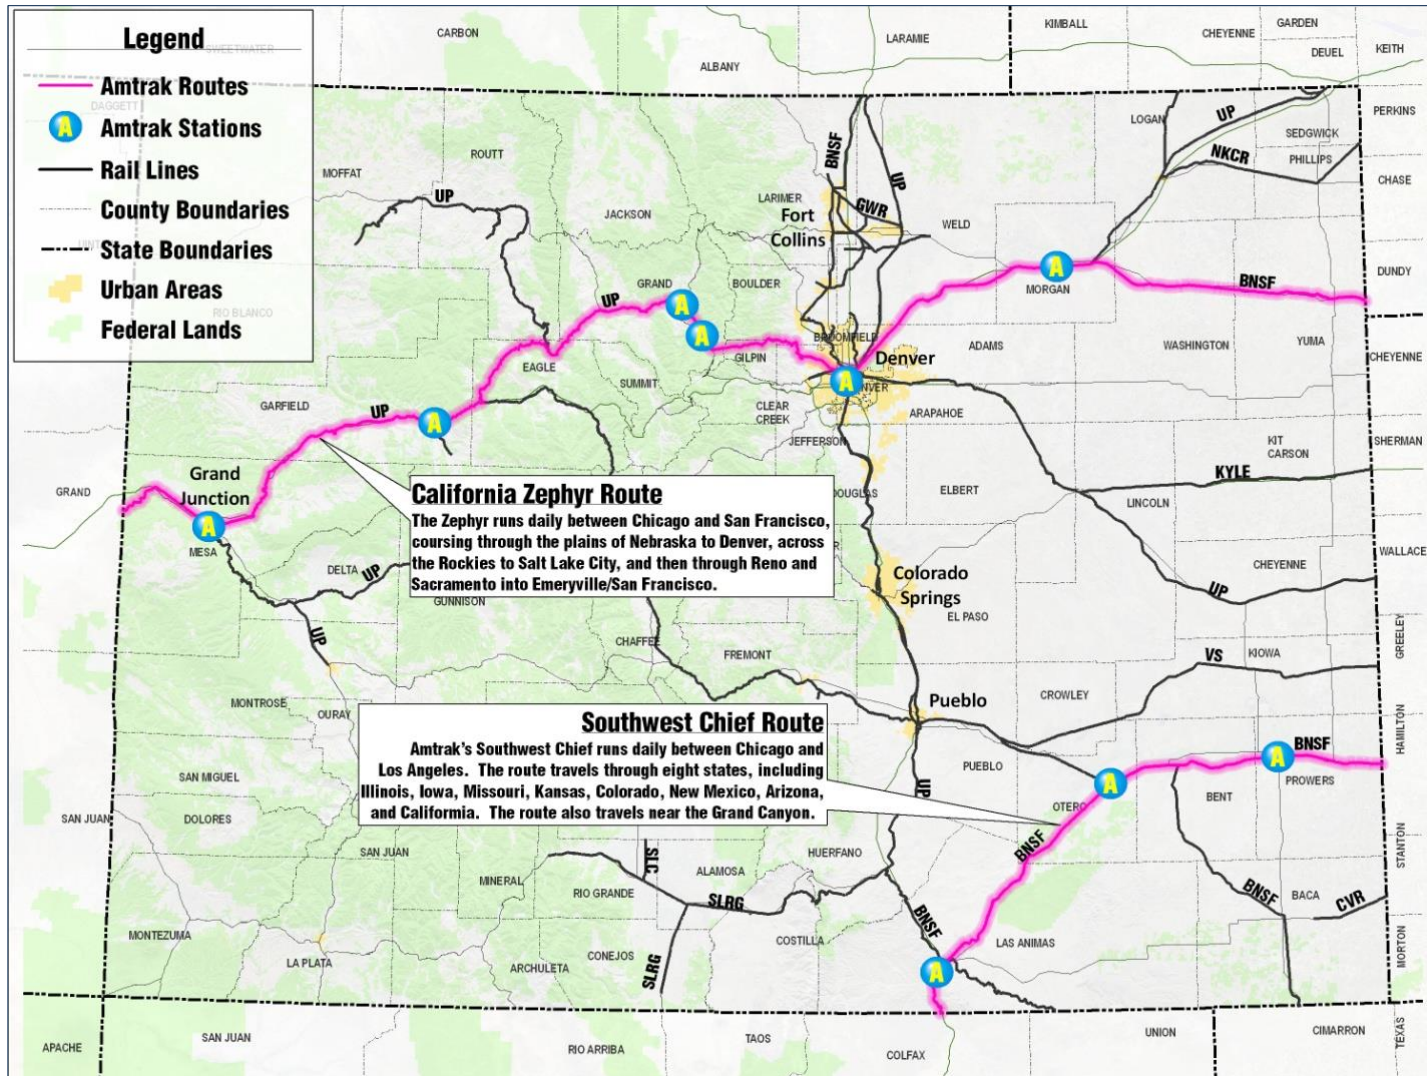 Legend
Amtrak Routes
A Amtrak Stations
Rail Lines
County Boundaries
State Boundaries
Urban Areas
Federal Lands
SWEETWATER
DAGGETT
RIO BLANCO
CARBON
ALBANY
LARAMIE
KIMBALL
CHEYENNE
GARDEN
DEUEL
KEITH
PERKINS
CHASE
DUNDY
CHEYENNE
SHERMAN
WALLACE
GREELEY
HAMILTON
STANTON
MORTON
TEXAS
MOFFAT
ROUTT
UP
JACKSON
LARIMER
Fort
Collins
BNSF
UP
GWR
WELD
LOGAN
UP
SEDGWICK
NKCR
PHILLIPS
A
MORGAN
BNSF
GRAND
A
A
UP
BOULDER
GILPIN
BROOMFIELD
Denver
A
NVER
ADAMS
WASHINGTON
YUMA
EAGLE
SUMMIT
CLEAR
CREEK
ARAPAHOE
JEFFERSON
GARFIELD
UP
A
GRAND
Grand
Junction
A
MESA
California Zephyr Route
The Zephyr runs daily between Chicago and San Francisco,
coursing through the plains of Nebraska to Denver, across
the Rockies to Salt Lake City, and then through Reno and
Sacramento into Emeryville/San Francisco.
OUGLAS
ELBERT
KIT
CARSON
KYLE
LINCOLN
CHEYENNE
UP
DELTA
UP
UP
GUNNISON
Colorado
Springs
EL PASO
CHAFFEE
FREMONT
VS
KIOWA
CROWLEY
Pueblo
MONTROSE
OURAY
Southwest Chief Route
Amtrak's Southwest Chief runs daily between Chicago and
Los Angeles. The route travels through eight states, including
Illinois, Iowa, Missouri, Kansas, Colorado, New Mexico, Arizona,
and California. The route also travels near the Grand Canyon.
PUEBLO
UP
A
OTERO
BNSF
BENT
A
BNSF
PROWERS
SAN MIGUEL
SAN JUAN
DOLORES
SAN JUAN
MINERAL
RIO GRANDE
SLC
ALAMOSA
HUERFANO
SLRG
SLRG
COSTILLA
BNSF
BNSF
BACA
CVR
MONTEZUMA
LA PLATA
ARCHULETA
CONEJOS
LAS ANIMAS
A
APACHE
SAN JUAN
RIO ARRIBA
TAOS
COLFAX
UNION
CIMARRON